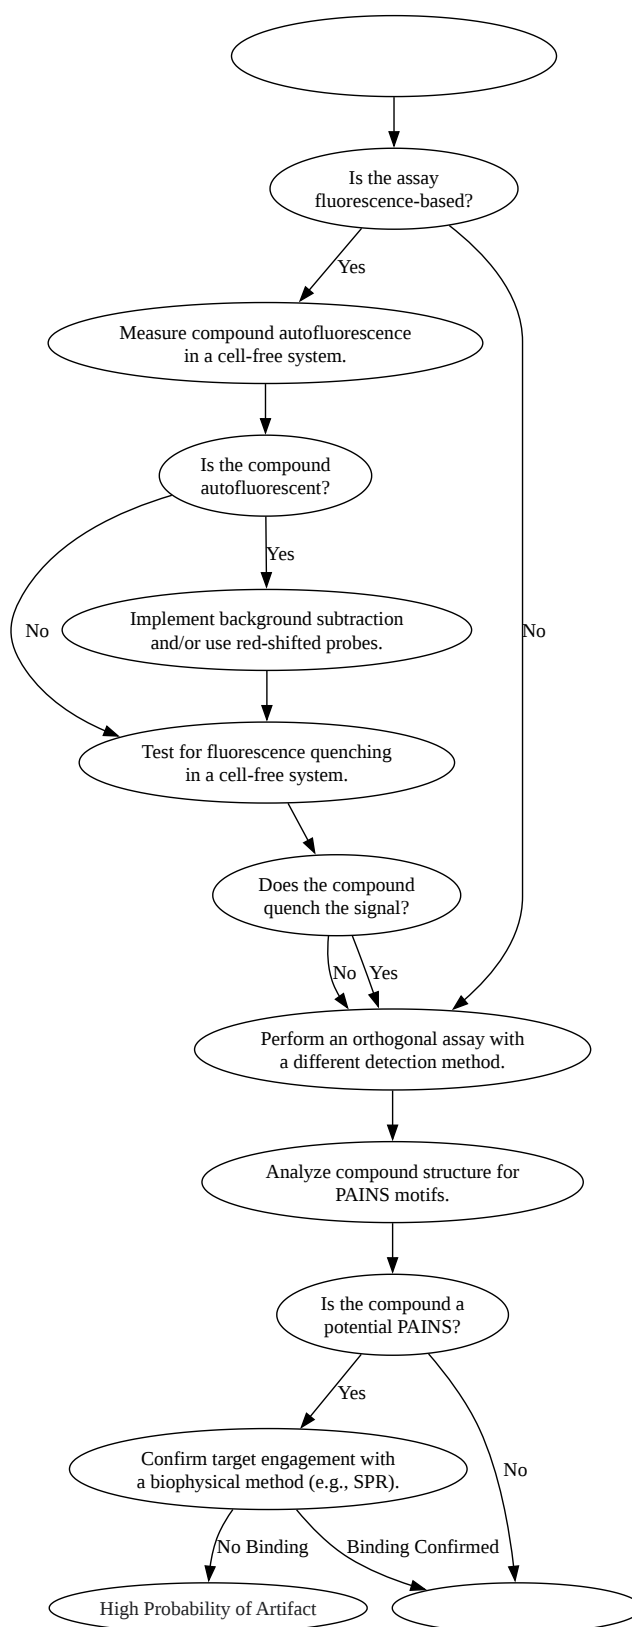 Is the assay
fluorescence-based?
Yes
Measure compound autofluorescence
in a cell-free system.
Is the compound
autofluorescent?
Yes
Implement background subtraction
and/or use red-shifted probes.
No
No
Test for fluorescence quenching
in a cell-free system.
Does the compound
quench the signal?
No
Yes
Perform an orthogonal assay with
a different detection method.
Analyze compound structure for
PAINS motifs.
Is the compound a
potential PAINS?
Yes
Confirm target engagement with
a biophysical method (e.g., SPR).
No
No Binding
Binding Confirmed
High Probability of Artifact